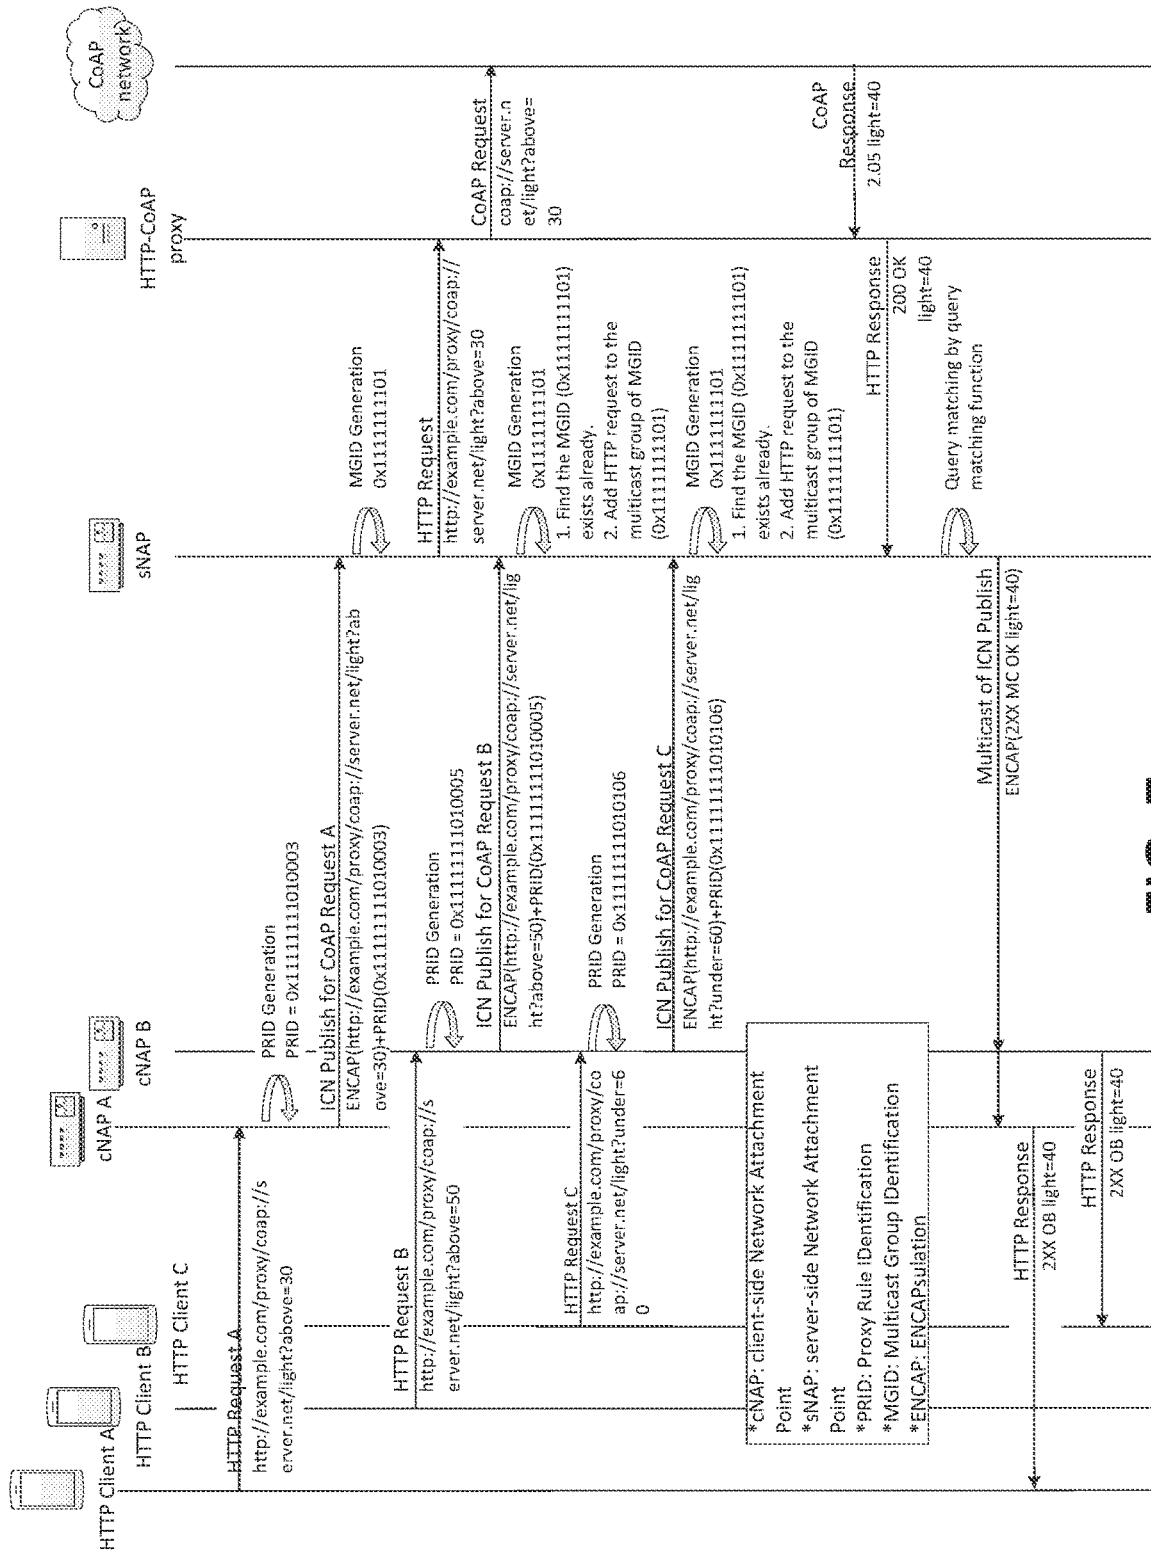 HTTP Client A
HTTP Client B
HTTP Client C
cNAP A
cNAP B
sNAP
HTTP-CoAP
proxy
CoAP
network
HTTP Request A
http://example.com/proxy/coap://s
erver.net/light?above=30
PRID Generation
PRID = 0x1111111101010003
ICN Publish for CoAP Request A
ENCAP(http://example.com/proxy/coap://server.net/light?ab
ove=30)+PRID(0x1111111101010003)
MGID Generation
0x1111111101
HTTP Request
http://example.com/proxy/coap://
server.net/light?above=30
CoAP Request
coap://server.n
et/light?above=
30
HTTP Request B
http://example.com/proxy/coap://s
erver.net/light?above=50
PRID Generation
PRID = 0x1111111101010005
ICN Publish for CoAP Request B
ENCAP(http://example.com/proxy/coap://server.net/lig
ht?above=50)+PRID(0x1111111101010005)
MGID Generation
0x1111111101
1. Find the MGID (0x1111111101)
exists already.
2. Add HTTP request to the
multicast group of MGID
(0x1111111101)
HTTP Request C
http://example.com/proxy/co
ap://server.net/light?under=6
0
PRID Generation
PRID = 0x1111111101010106
ICN Publish for CoAP Request C
ENCAP(http://example.com/proxy/coap://server.net/lig
ht?under=60)+PRID(0x1111111101010106)
MGID Generation
0x1111111101
1. Find the MGID (0x1111111101)
exists already.
2. Add HTTP request to the
multicast group of MGID
(0x1111111101)
CoAP
Response
2.05 light=40
HTTP Response
200 OK
light=40
Query matching by query
matching function
Multicast of ICN Publish
ENCAP(2XX MC OK light=40)
HTTP Response
2XX OB light=40
HTTP Response
2XX OB light=40
*cNAP: client-side Network Attachment
Point
*sNAP: server-side Network Attachment
Point
*PRID: Proxy Rule IDentification
*MGID: Multicast Group IDentification
*ENCAP: ENCAPsulation